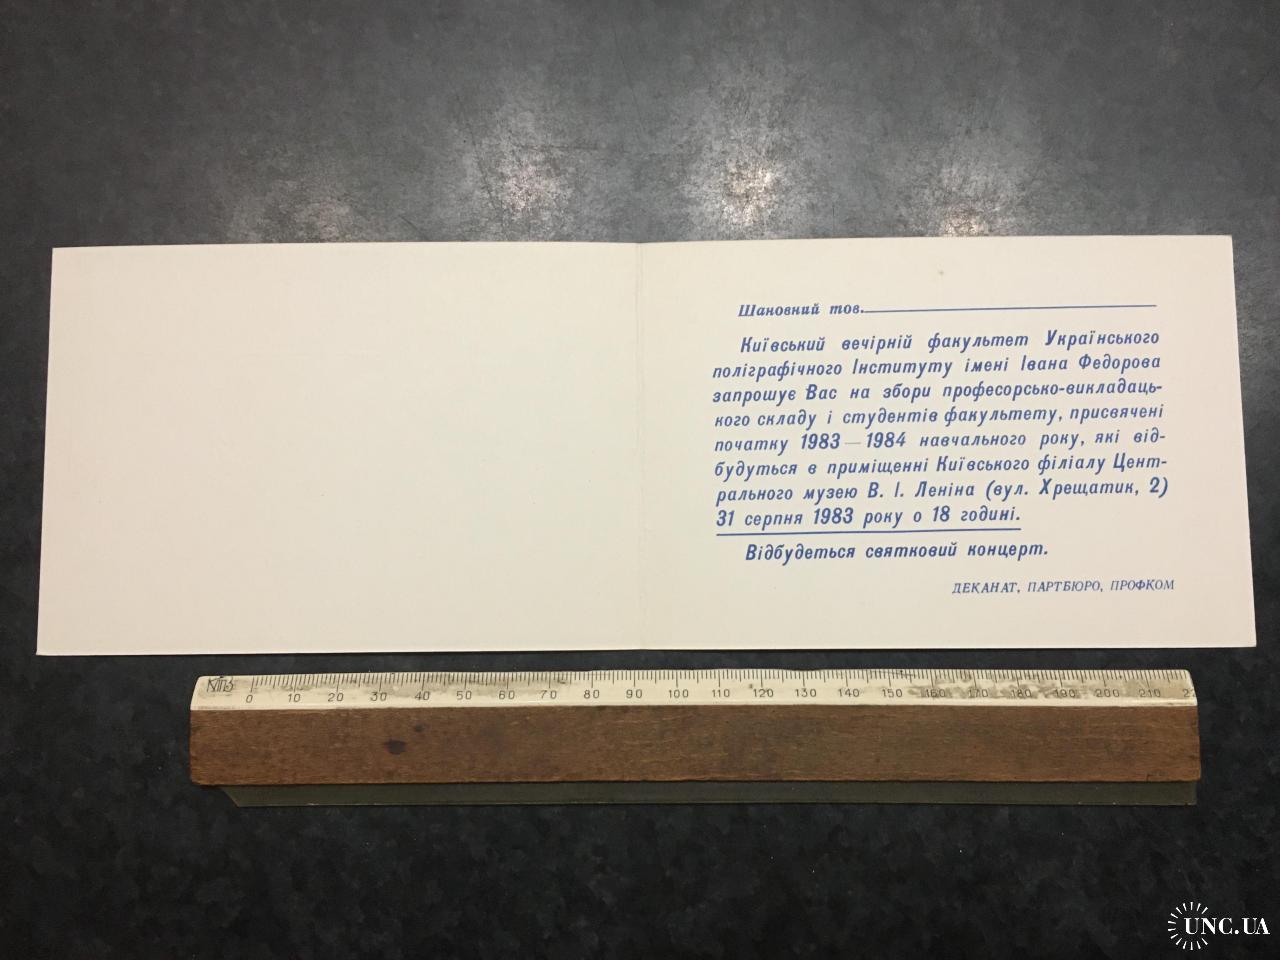 Шановний тов.
Київський вечірній факультет Українського
поліграфічного Інституту імені Івана Федорова
запрошує Вас на збори професорсько-викладаць-
кого складу і студентів факультету, присвячені
початку 1983—1984 навчального року, які від-
будуться в приміщенні Київського філіалу Цент-
рального музею В. І. Леніна (вул. Хрещатик, 2)
31 серпня 1983 року о 18 годині.
Відбудеться святковий концерт.
ДЕКАНАТ, ПАРТБЮРО, ПРОФКОМ
0 10 20 30 40 50 60 70 80 90 100 110 120 130 140 150 160 170 180 190 200 210 22
UNC.UA